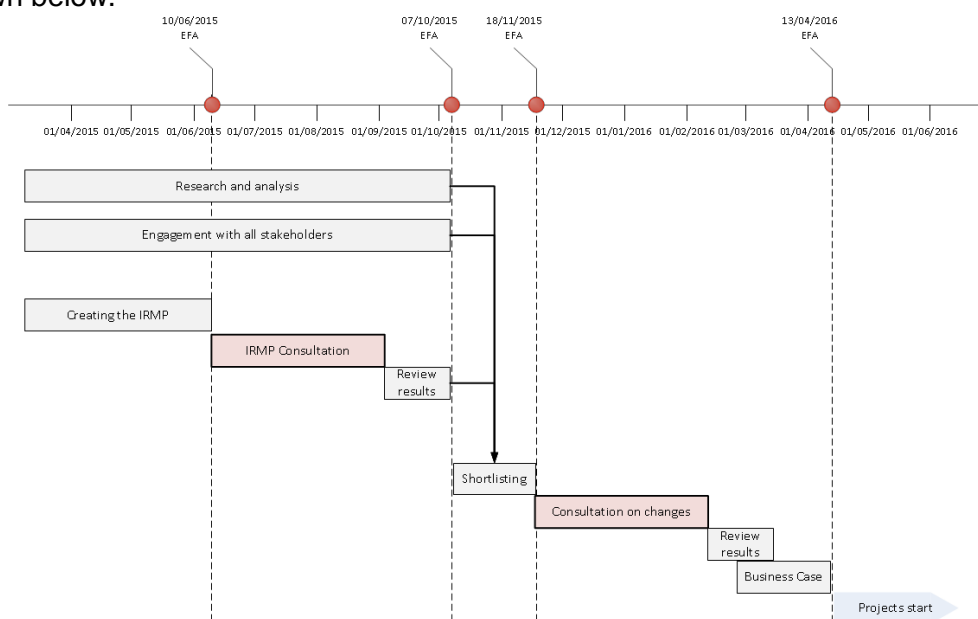 wn below.
10/06/2015 07/10/2015 18/11/2015 13/04/2016
EFA EFA EFA EFA
01/04/2015 01/05/2015 01/06/2015 01/07/2015 01/08/2015 01/09/2015 01/10/2015 01/11/2015 01/12/2015 01/01/2016 01/02/2016 01/03/2016 01/04/2016 01/05/2016 01/06/2016
Research and analysis
Engagement with all stakeholders
Creating the IRMP
IRMP Consultation
Review
results
Shortlisting
Consultation on changes
Review
results
Business Case
Projects start